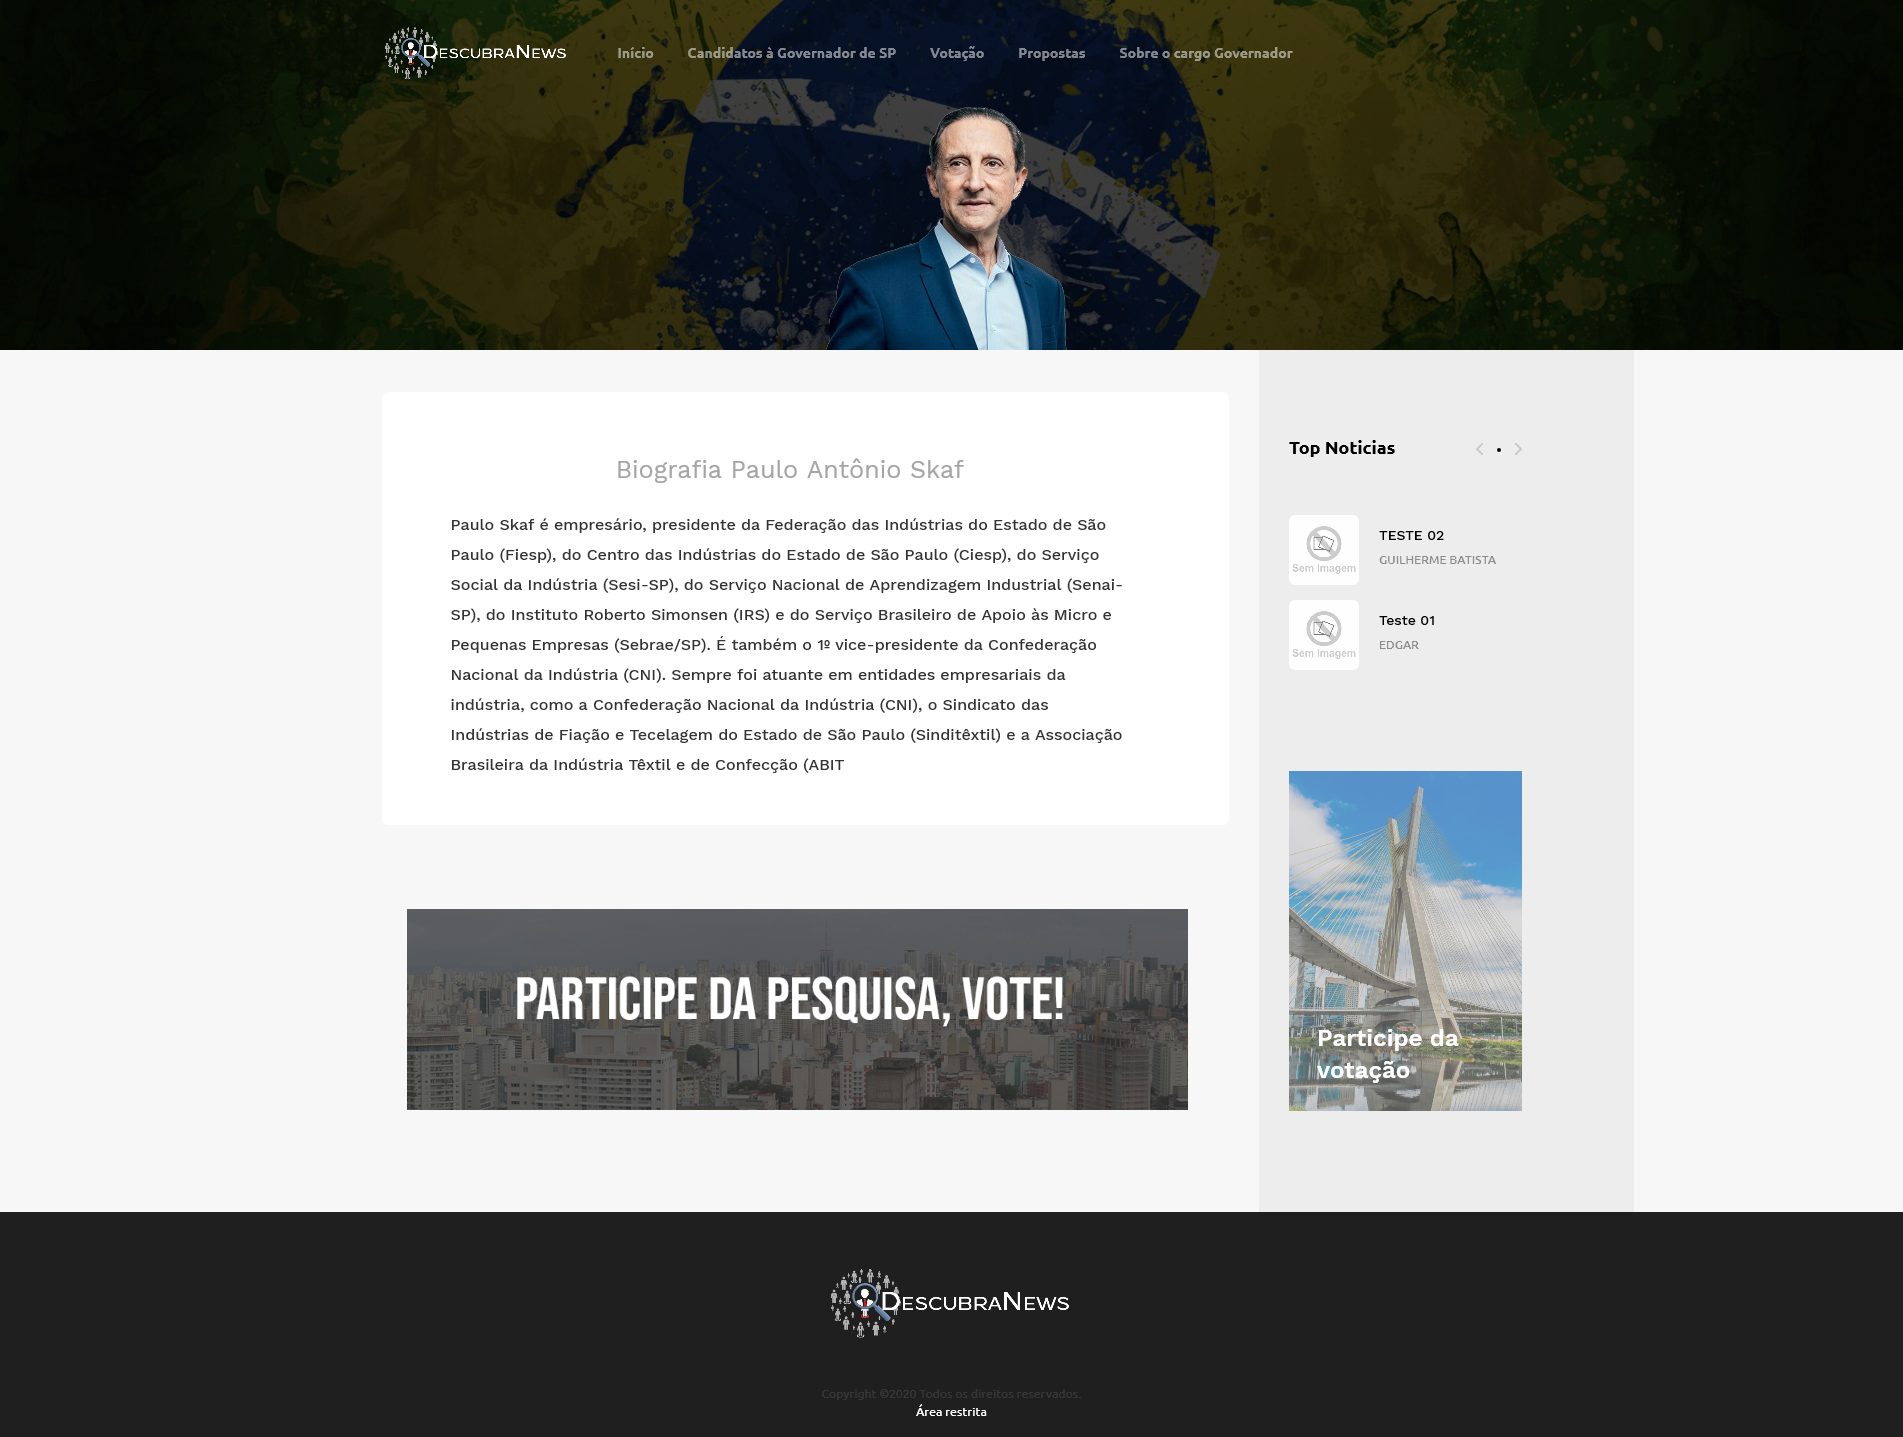 DESCUBRANEWS
Início Candidatos à Governador de SP Votação Propostas Sobre o cargo Governador
Biografia Paulo Antônio Skaf
Paulo Skaf é empresário, presidente da Federação das Indústrias do Estado de São
Paulo (Fiesp), do Centro das Indústrias do Estado de São Paulo (Ciesp), do Serviço
Social da Indústria (Sesi-SP), do Serviço Nacional de Aprendizagem Industrial (Senai-
SP), do Instituto Roberto Simonsen (IRS) e do Serviço Brasileiro de Apoio às Micro e
Pequenas Empresas (Sebrae/SP). É também o 1º vice-presidente da Confederação
Nacional da Indústria (CNI). Sempre foi atuante em entidades empresariais da
indústria, como a Confederação Nacional da Indústria (CNI), o Sindicato das
Indústrias de Fiação e Tecelagem do Estado de São Paulo (Sinditêxtil) e a Associação
Brasileira da Indústria Têxtil e de Confecção (ABIT
PARTICIPE DA PESQUISA, VOTE!
Top Noticias
Sem Imagem
TESTE 02
GUILHERME BATISTA
Sem Imagem
Teste 01
EDGAR
Participe da
votação
DESCUBRANEWS
Copyright ©2020 Todos os direitos reservados.
Área restrita